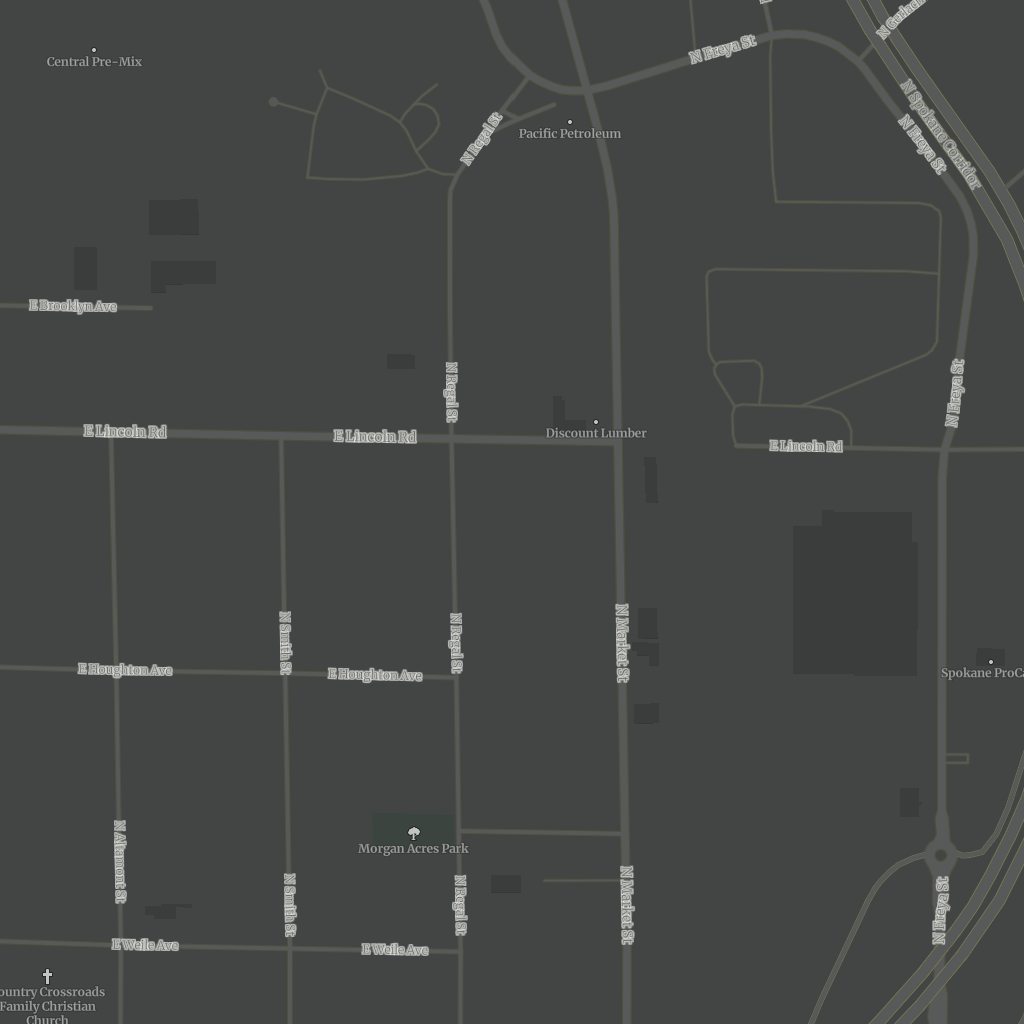 N Gerlach
N Freya St
Central Pre-Mix
N Spokane Corridor
Pacific Petroleum
N Regal St
N Freya St
E Brooklyn Ave
N Regal St
N Freya St
E Lincoln Rd
E Lincoln Rd
Discount Lumber
E Lincoln Rd
N Smith St
N Regal St
N Market St
E Houghton Ave
E Houghton Ave
Spokane ProCa
N Altamont St
Morgan Acres Park
N Smith St
N Regal St
N Market St
N Freya St
E Weile Ave
E Weile Ave
ountry Crossroads
Family Christian
Church